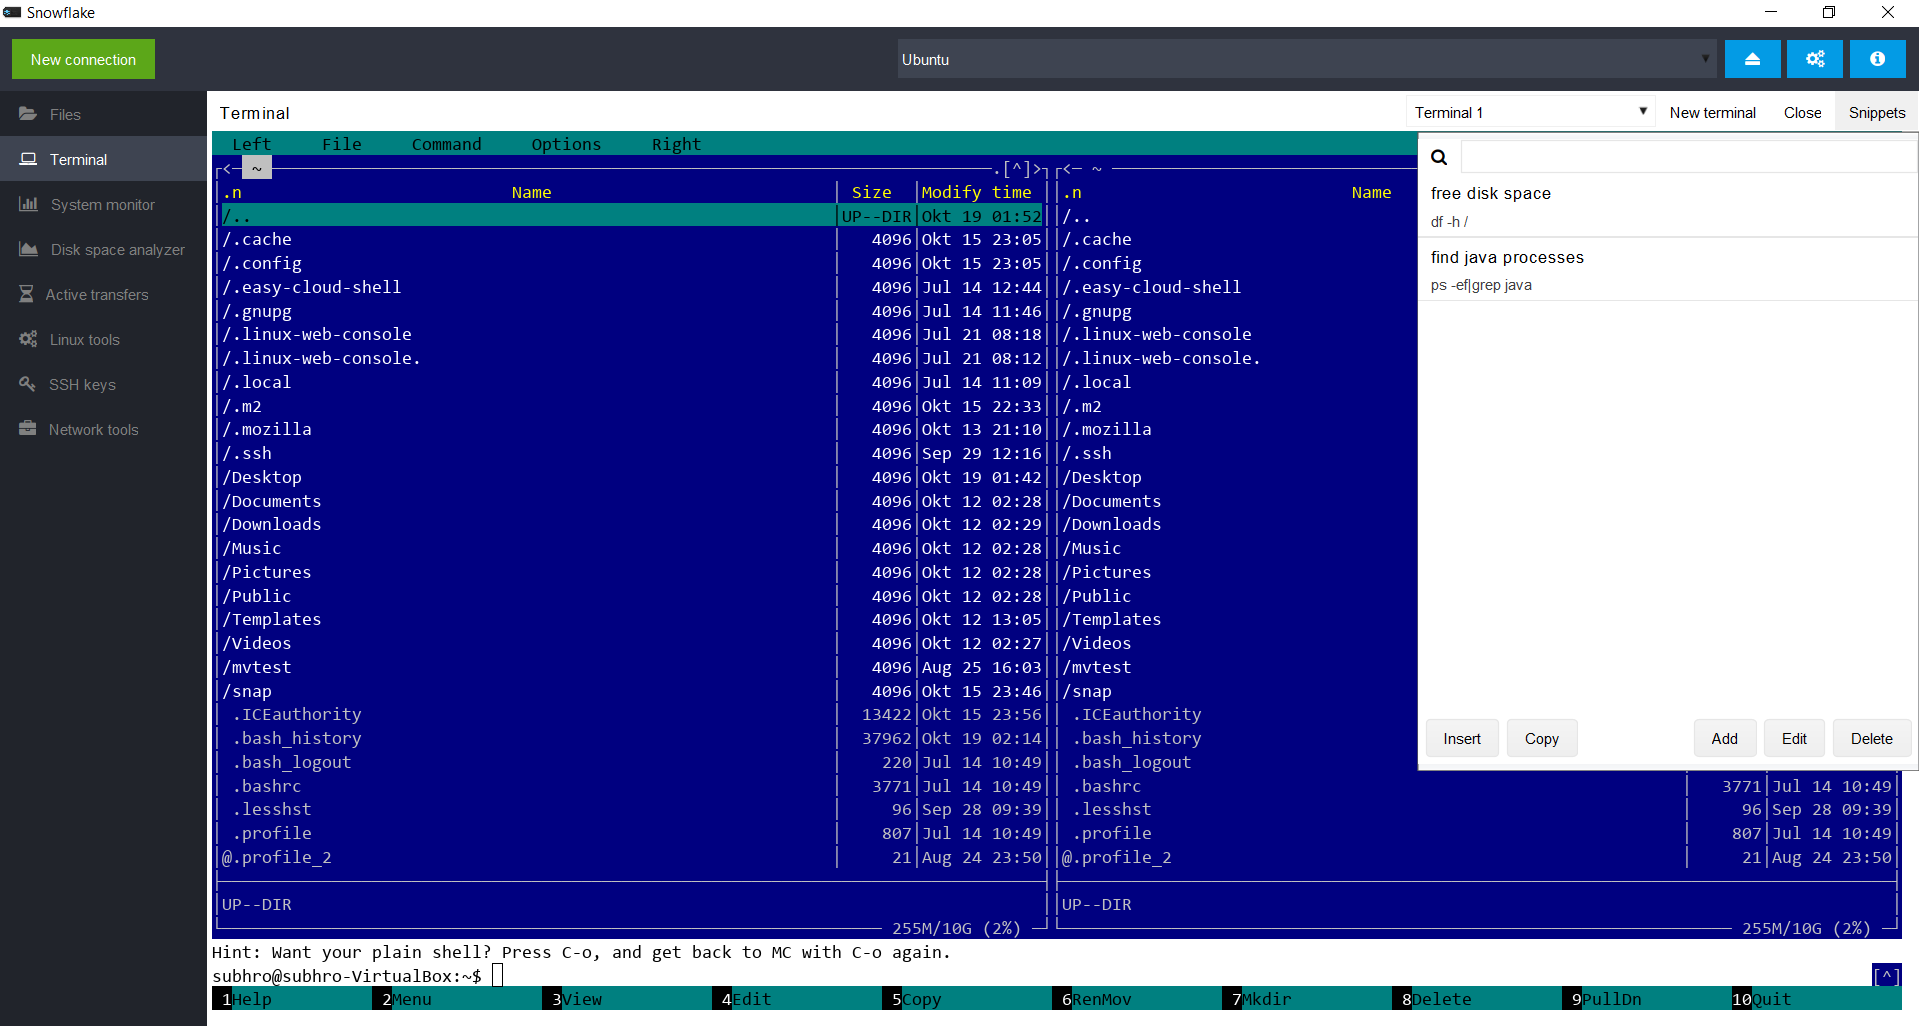 Snowflake
New connection
Ubuntu
Files
Terminal
System monitor
Disk space analyzer
Active transfers
Linux tools
SSH keys
Network tools
Terminal
Terminal 1
New terminal
Close
Snippets
Left File Command Options Right
<─ ~ .[^]> <─ ~
.n Name Size Modify time .n Name
/.. UP--DIR Okt 19 01:52 /..
/.cache 4096 Okt 15 23:05 /.cache
/.config 4096 Okt 15 23:05 /.config
/.easy-cloud-shell 4096 Jul 14 12:44 /.easy-cloud-shell
/.gnupg 4096 Jul 14 11:46 /.gnupg
/.linux-web-console 4096 Jul 21 08:18 /.linux-web-console
/.linux-web-console. 4096 Jul 21 08:12 /.linux-web-console.
/.local 4096 Jul 14 11:09 /.local
/.m2 4096 Okt 15 22:33 /.m2
/.mozilla 4096 Okt 13 21:10 /.mozilla
/.ssh 4096 Sep 29 12:16 /.ssh
/Desktop 4096 Okt 19 01:42 /Desktop
/Documents 4096 Okt 12 02:28 /Documents
/Downloads 4096 Okt 12 02:29 /Downloads
/Music 4096 Okt 12 02:28 /Music
/Pictures 4096 Okt 12 02:28 /Pictures
/Public 4096 Okt 12 02:28 /Public
/Templates 4096 Okt 12 13:05 /Templates
/Videos 4096 Okt 12 02:27 /Videos
/mvtest 4096 Aug 25 16:03 /mvtest
/snap 4096 Okt 15 23:46 /snap
.ICEauthority 13422 Okt 15 23:56 .ICEauthority
.bash_history 37962 Okt 19 02:14 .bash_history
.bash_logout 220 Jul 14 10:49 .bash_logout
.bashrc 3771 Jul 14 10:49 .bashrc 3771 Jul 14 10:49
.lesshst 96 Sep 28 09:39 .lesshst 96 Sep 28 09:39
.profile 807 Jul 14 10:49 .profile 807 Jul 14 10:49
@.profile_2 21 Aug 24 23:50 @.profile_2 21 Aug 24 23:50
UP--DIR UP--DIR
255M/10G (2%) 255M/10G (2%)
Hint: Want your plain shell? Press C-o, and get back to MC with C-o again.
subhro@subhro-VirtualBox:~$ [^]
1Help 2Menu 3View 4Edit 5Copy 6RenMov 7Mkdir 8Delete 9PullDn 10Quit
free disk space
df -h /
find java processes
ps -ef|grep java
Insert Copy Add Edit Delete